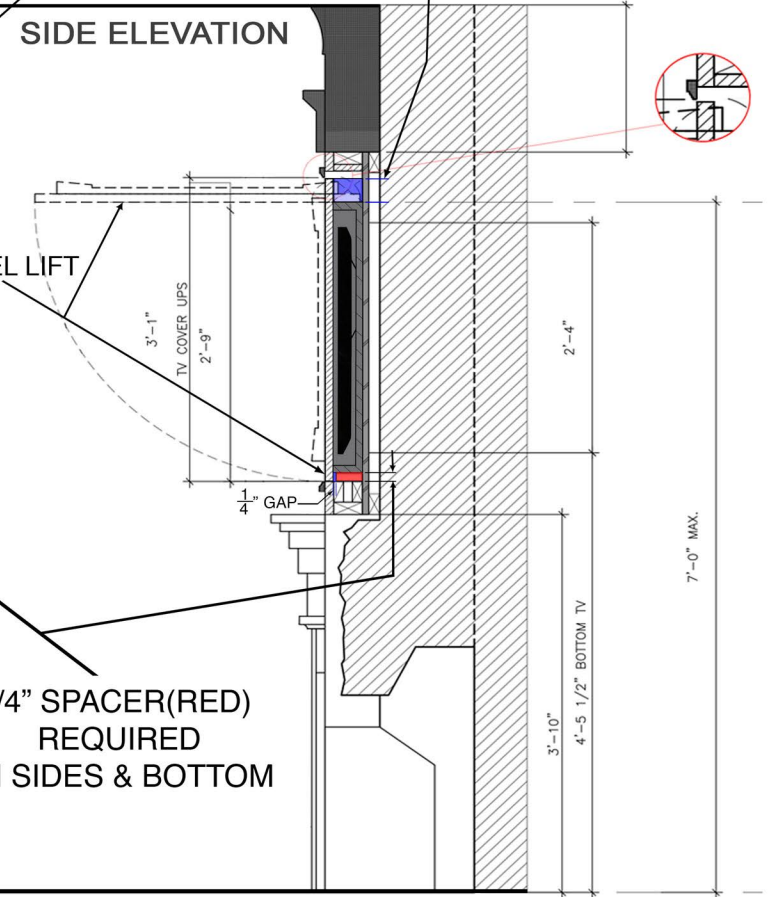 SIDE ELEVATION
EL LIFT
3'-1"
TV COVER UPS
2'-9"
2'-4"
1/4" GAP
7'-0" MAX.
4'-5 1/2" BOTTOM TV
3'-10"
/4” SPACER(RED)
REQUIRED
SIDES & BOTTOM